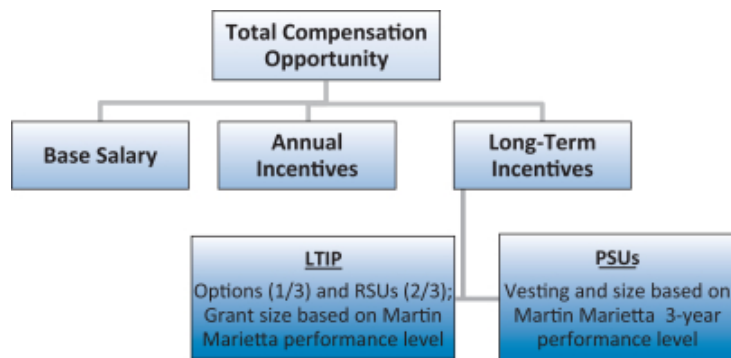 Total Compensation
Opportunity
Base Salary
Annual
Incentives
Long-Term
Incentives
LTIP
Options (1/3) and RSUs (2/3);
Grant size based on Martin
Marietta performance level
PSUs
Vesting and size based on
Martin Marietta 3-year
performance level